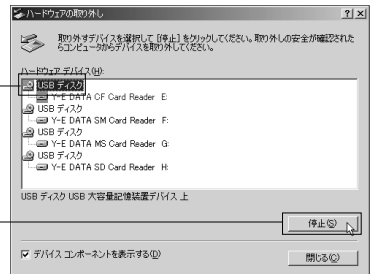 ハードウェアの取り外し
取り外すデバイスを選択して [停止] をクリックしてください。取り外しの安全が確認された
らコンピュータからデバイスを取り外してください。
ハードウェア デバイス(H):
USB ディスク
Y-E DATA CF Card Reader E:
USB ディスク
Y-E DATA SM Card Reader F:
USB ディスク
Y-E DATA MS Card Reader G:
USB ディスク
Y-E DATA SD Card Reader H:
USB ディスク USB 大容量記憶装置デバイス 上
停止(S)
デバイス コンポーネントを表示する(D)
閉じる(C)